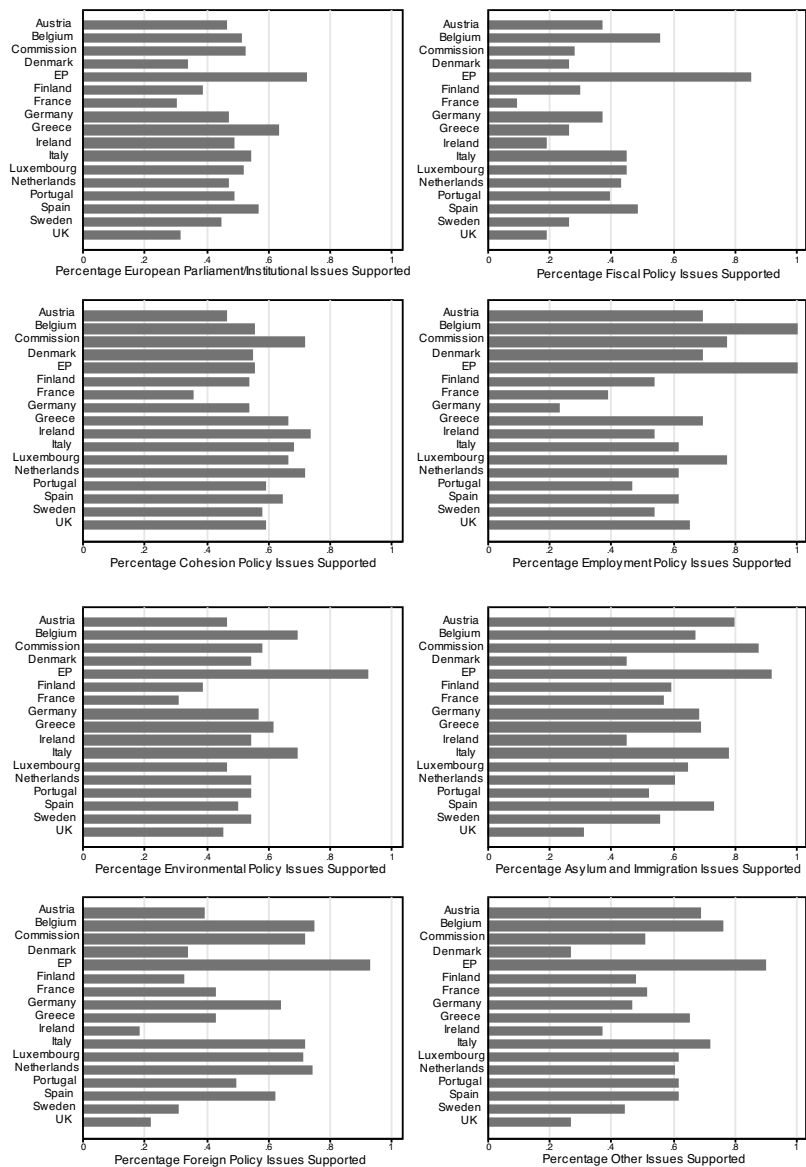 Austria
Belgium
Commission
Denmark
EP
Finland
France
Germany
Greece
Ireland
Italy
Luxembourg
Netherlands
Portugal
Spain
Sweden
UK
0 .2 .4 .6 .8 1
Percentage European Parliament/Institutional Issues Supported
Austria
Belgium
Commission
Denmark
EP
Finland
France
Germany
Greece
Ireland
Italy
Luxembourg
Netherlands
Portugal
Spain
Sweden
UK
0 .2 .4 .6 .8 1
Percentage Fiscal Policy Issues Supported
Austria
Belgium
Commission
Denmark
EP
Finland
France
Germany
Greece
Ireland
Italy
Luxembourg
Netherlands
Portugal
Spain
Sweden
UK
0 .2 .4 .6 .8 1
Percentage Cohesion Policy Issues Supported
Austria
Belgium
Commission
Denmark
EP
Finland
France
Germany
Greece
Ireland
Italy
Luxembourg
Netherlands
Portugal
Spain
Sweden
UK
0 .2 .4 .6 .8 1
Percentage Employment Policy Issues Supported
Austria
Belgium
Commission
Denmark
EP
Finland
France
Germany
Greece
Ireland
Italy
Luxembourg
Netherlands
Portugal
Spain
Sweden
UK
0 .2 .4 .6 .8 1
Percentage Environmental Policy Issues Supported
Austria
Belgium
Commission
Denmark
EP
Finland
France
Germany
Greece
Ireland
Italy
Luxembourg
Netherlands
Portugal
Spain
Sweden
UK
0 .2 .4 .6 .8 1
Percentage Asylum and Immigration Issues Supported
Austria
Belgium
Commission
Denmark
EP
Finland
France
Germany
Greece
Ireland
Italy
Luxembourg
Netherlands
Portugal
Spain
Sweden
UK
0 .2 .4 .6 .8 1
Percentage Foreign Policy Issues Supported
Austria
Belgium
Commission
Denmark
EP
Finland
France
Germany
Greece
Ireland
Italy
Luxembourg
Netherlands
Portugal
Spain
Sweden
UK
0 .2 .4 .6 .8 1
Percentage Other Issues Supported